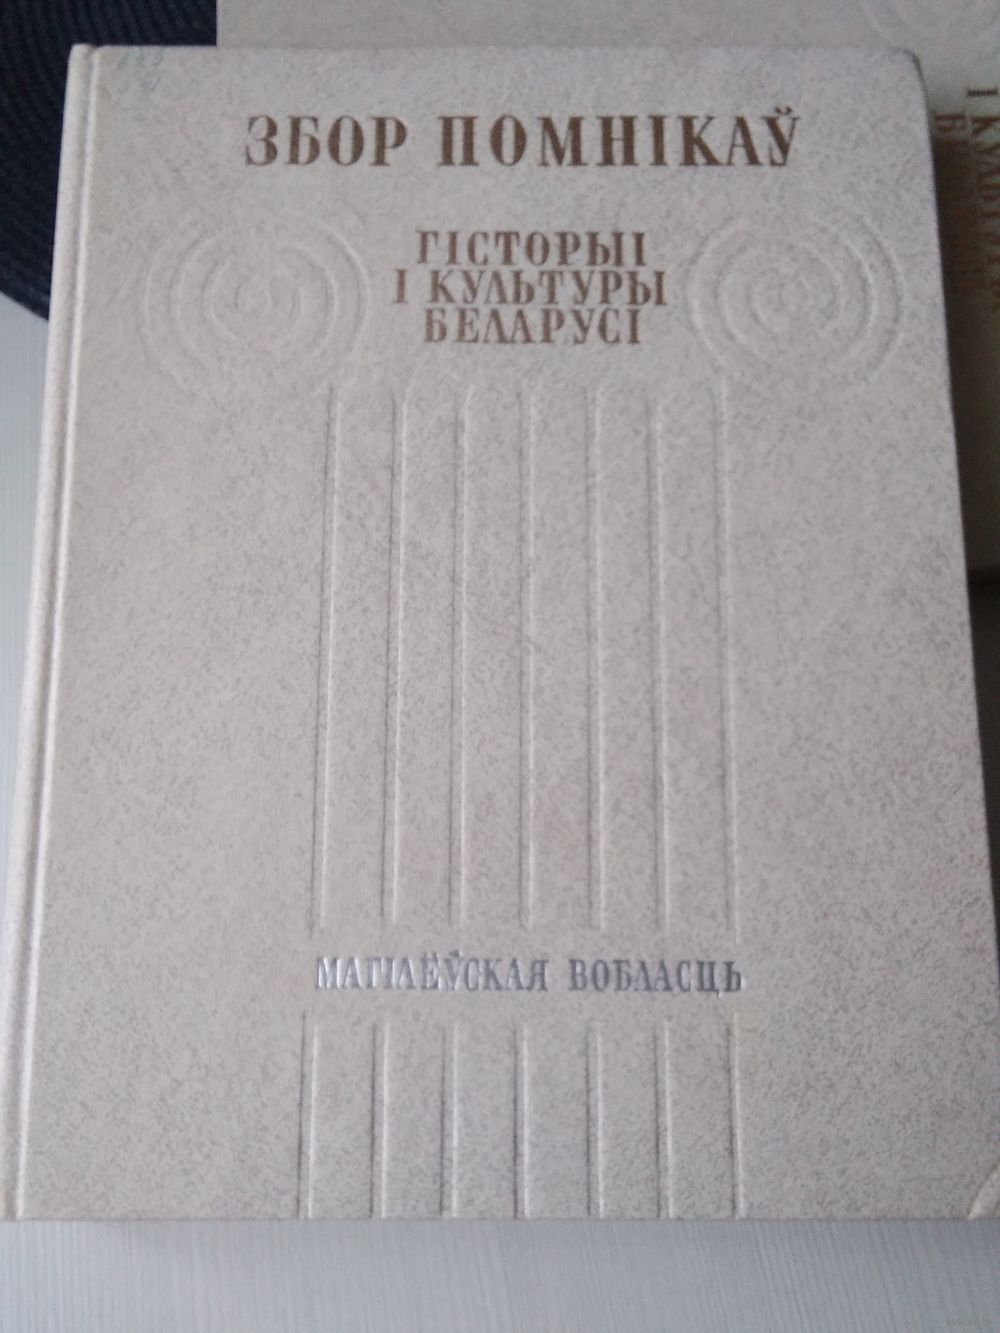 ЗБОР ПОМНІКАЎ
ГІСТОРЫІ
І КУЛЬТУРЫ
БЕЛАРУСІ
МАГІЛЁЎСКАЯ ВОБЛАСЦЬ